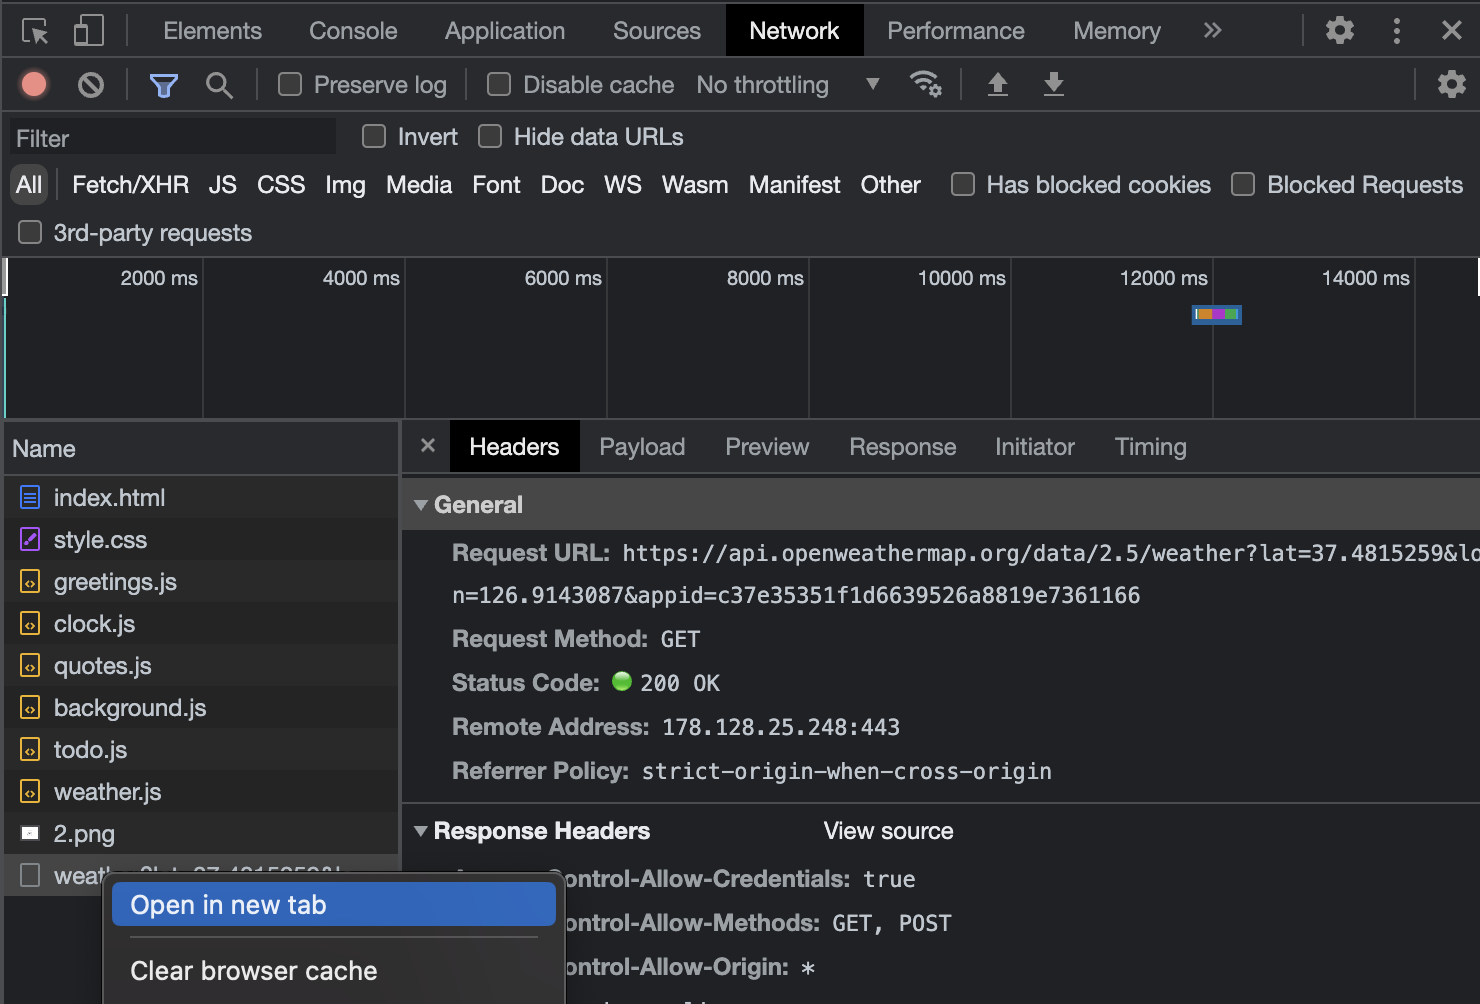 Elements Console Application Sources Network Performance Memory
Preserve log Disable cache No throttling
Filter Invert Hide data URLs
All Fetch/XHR JS CSS Img Media Font Doc WS Wasm Manifest Other Has blocked cookies Blocked Requests
3rd-party requests
2000 ms 4000 ms 6000 ms 8000 ms 10000 ms 12000 ms 14000 ms
Name
index.html
style.css
greetings.js
clock.js
quotes.js
background.js
todo.js
weather.js
2.png
Open in new tab
Clear browser cache
× Headers Payload Preview Response Initiator Timing
General
Request URL: https://api.openweathermap.org/data/2.5/weather?lat=37.4815259&lo
n=126.9143087&appid=c37e35351f1d6639526a8819e7361166
Request Method: GET
Status Code: 200 OK
Remote Address: 178.128.25.248:443
Referrer Policy: strict-origin-when-cross-origin
Response Headers View source
ontrol-Allow-Credentials: true
ontrol-Allow-Methods: GET, POST
ontrol-Allow-Origin: *